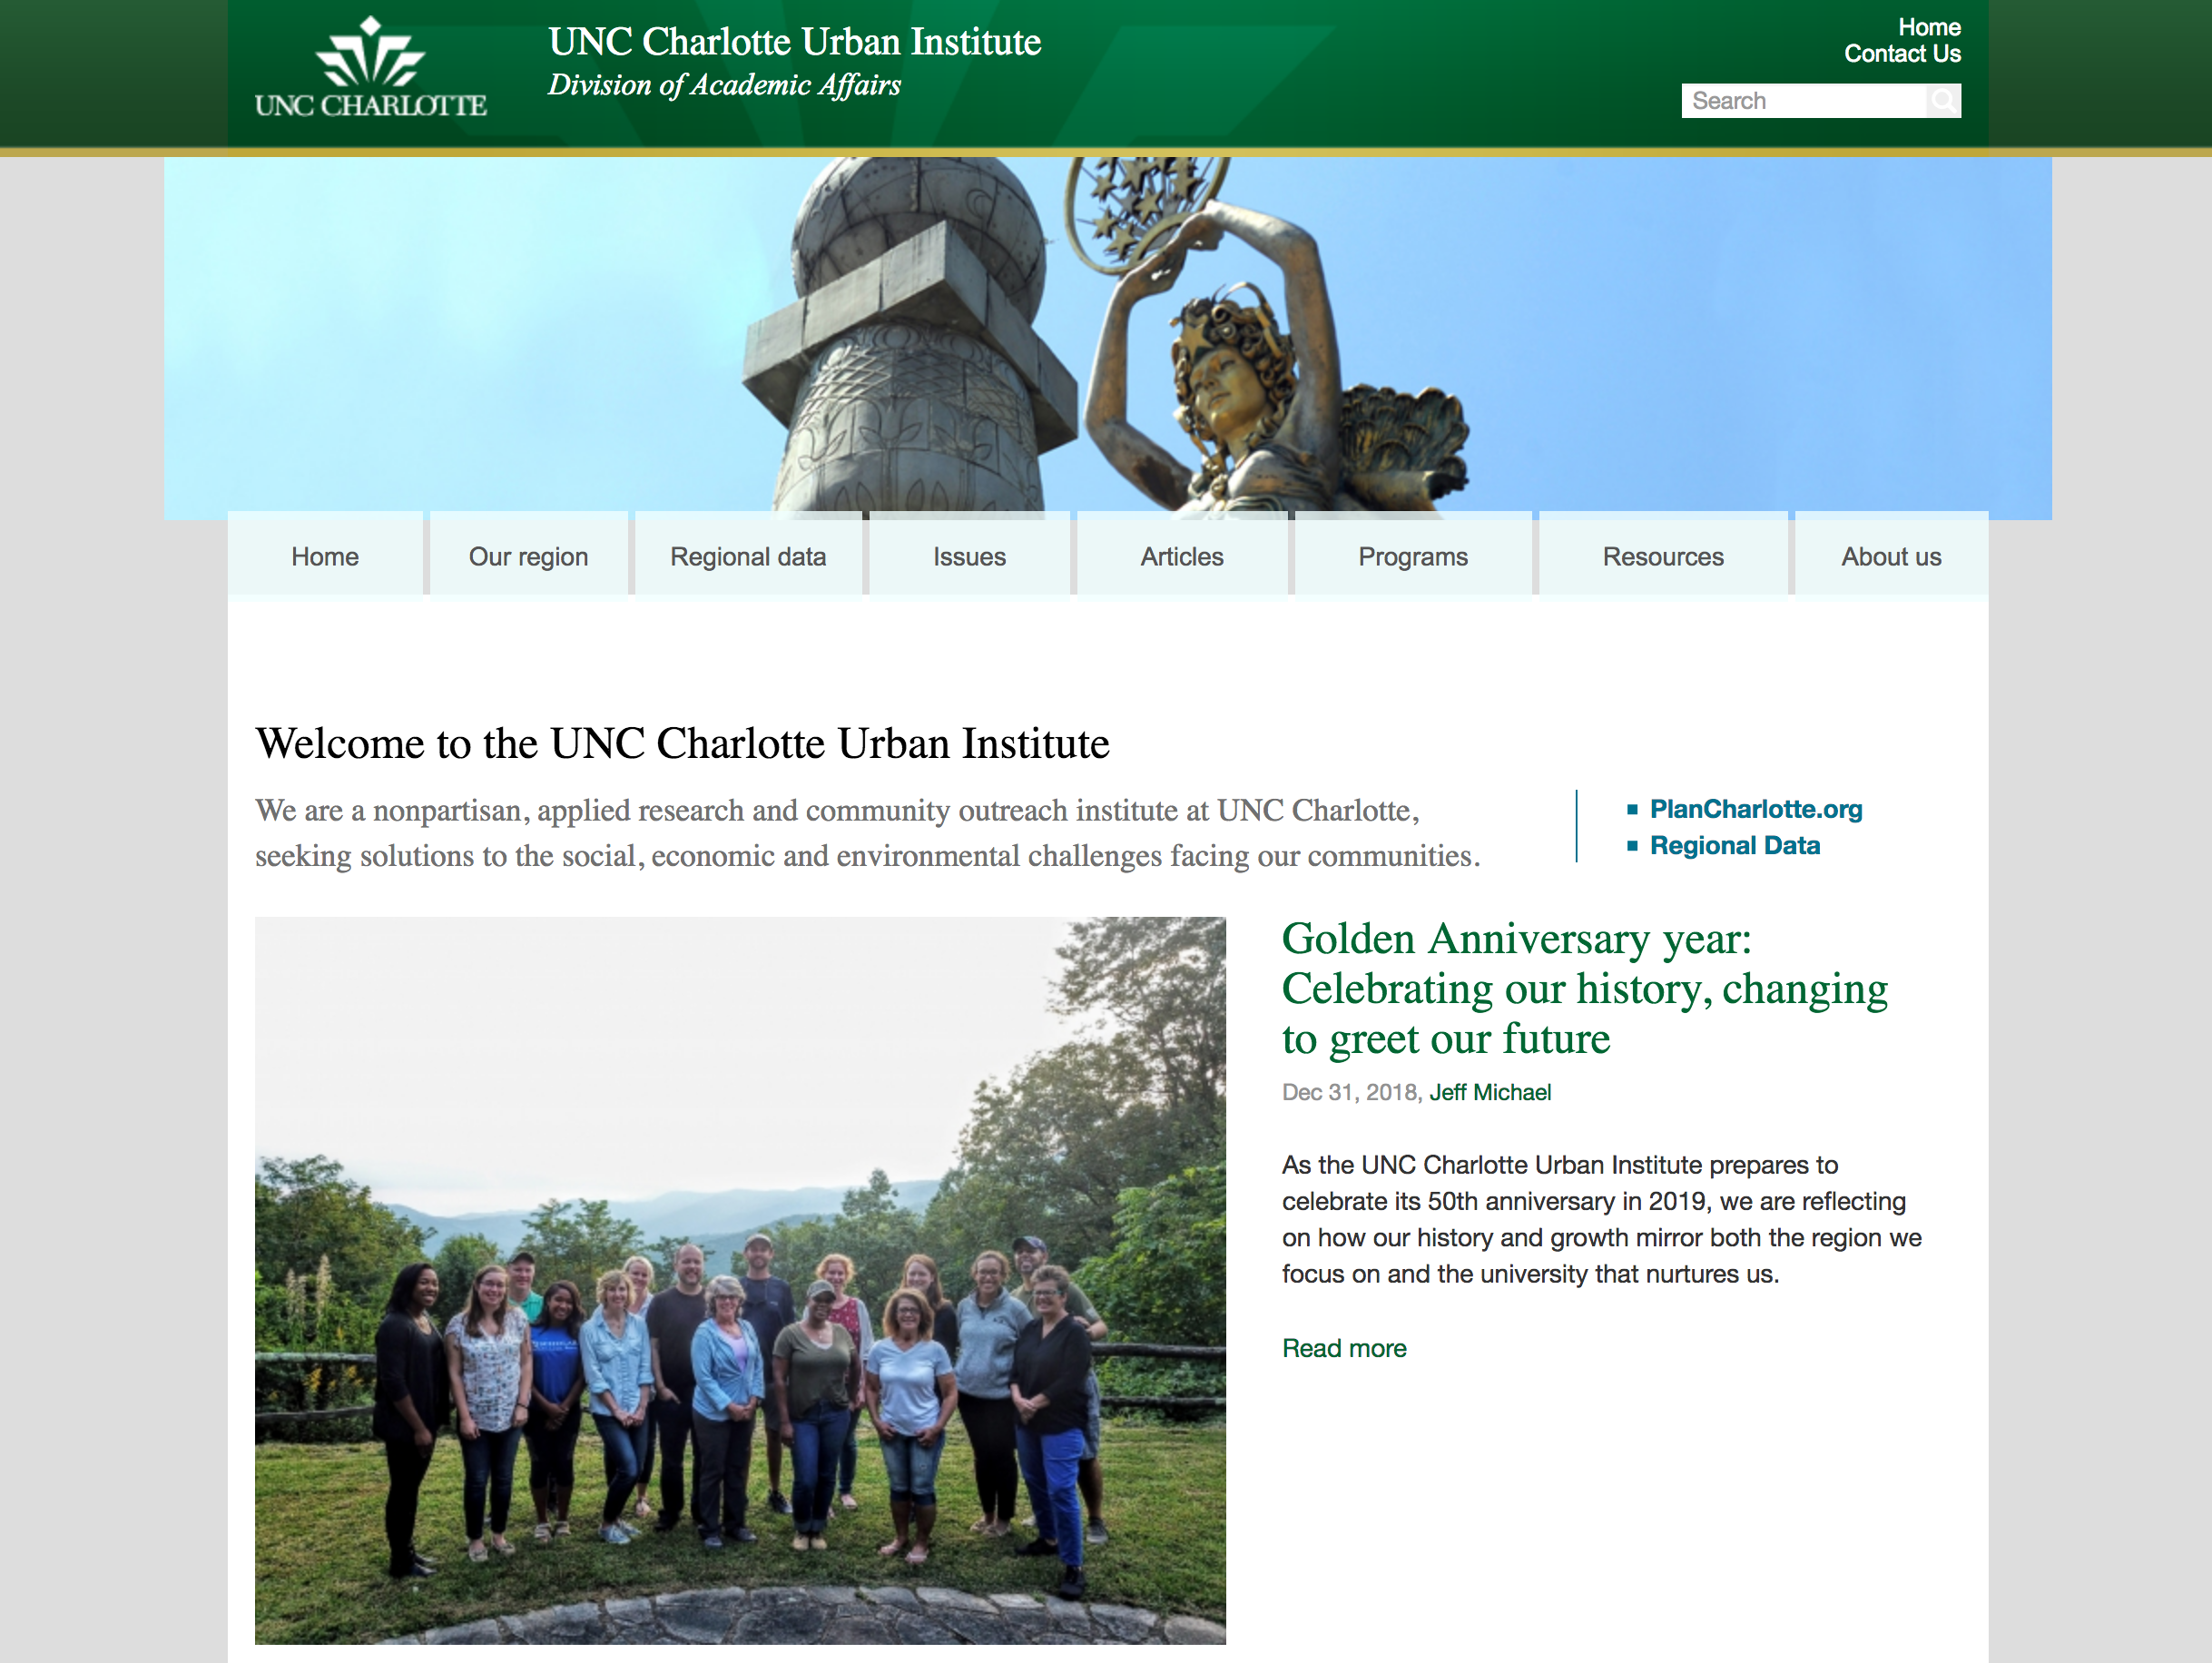 UNC CHARLOTTE
UNC Charlotte Urban Institute
Division of Academic Affairs
Home
Contact Us
Search
Home
Our region
Regional data
Issues
Articles
Programs
Resources
About us
Welcome to the UNC Charlotte Urban Institute
We are a nonpartisan, applied research and community outreach institute at UNC Charlotte,
seeking solutions to the social, economic and environmental challenges facing our communities.
PlanCharlotte.org
Regional Data
Golden Anniversary year:
Celebrating our history, changing
to greet our future
Dec 31, 2018, Jeff Michael
As the UNC Charlotte Urban Institute prepares to
celebrate its 50th anniversary in 2019, we are reflecting
on how our history and growth mirror both the region we
focus on and the university that nurtures us.
Read more